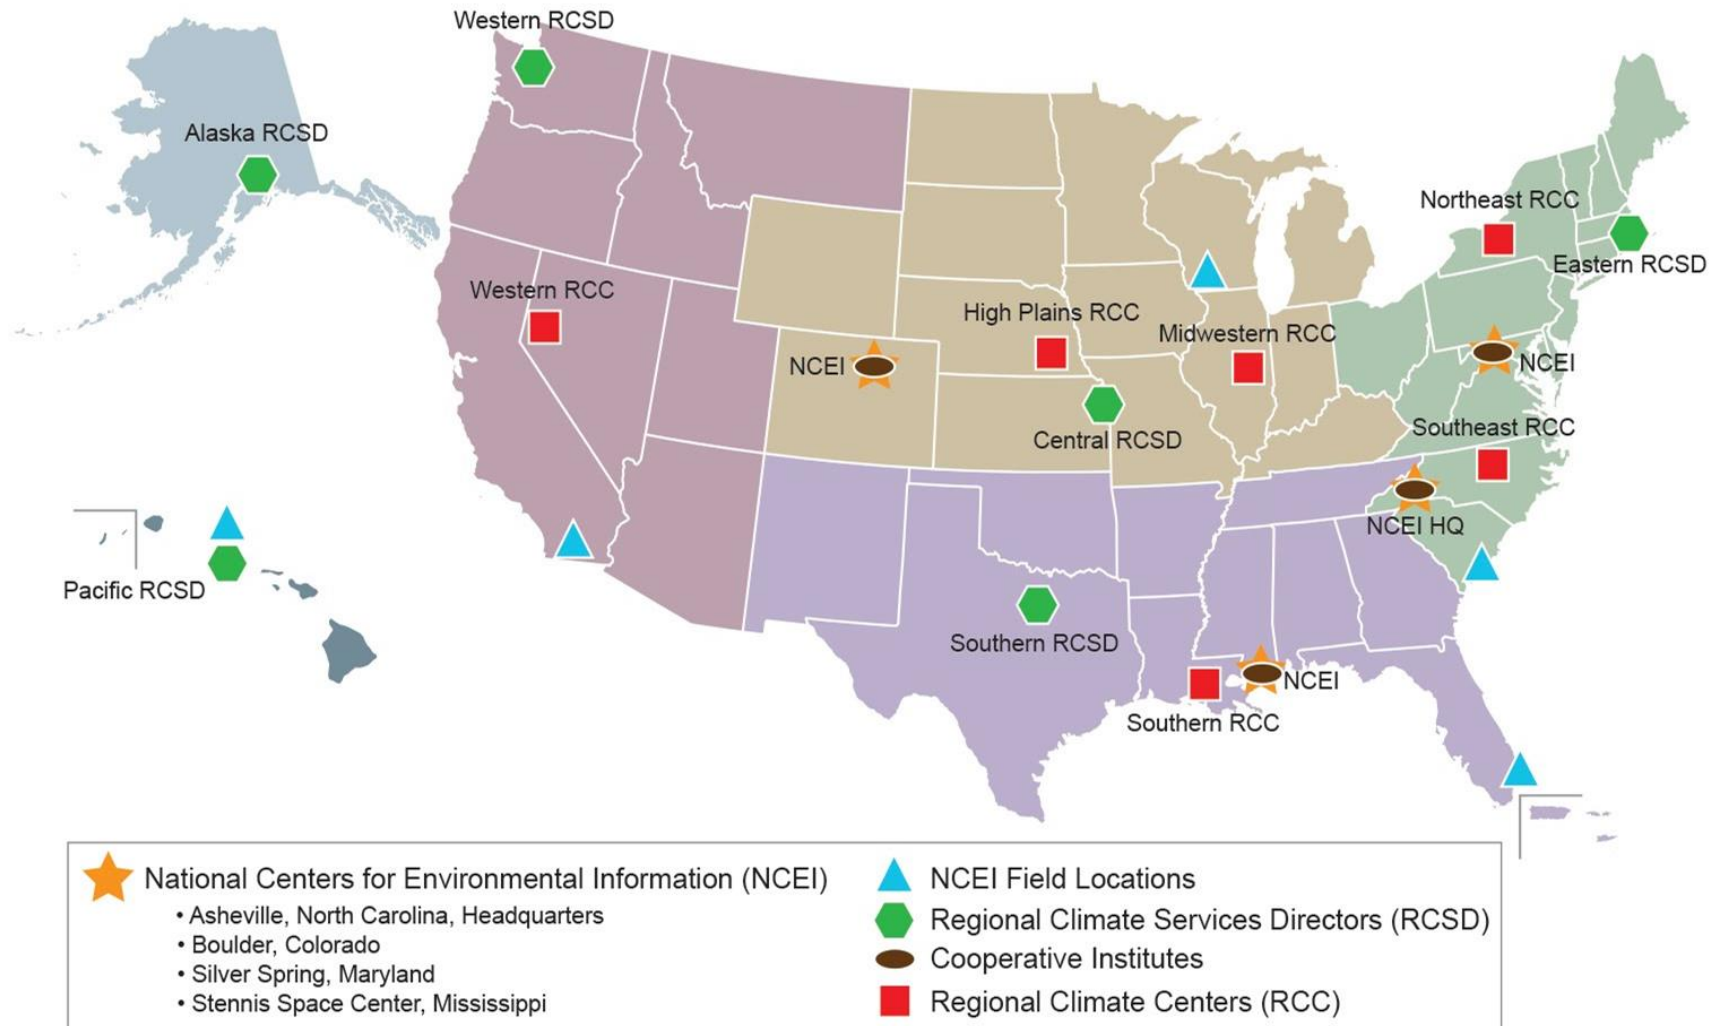 Western RCSD
Alaska RCSD
Northeast RCC
Eastern RCSD
Western RCC
High Plains RCC
Midwestern RCC
NCEI
NCEI
Southeast RCC
Central RCSD
NCEI HQ
Pacific RCSD
Southern RCSD
NCEI
Southern RCC
National Centers for Environmental Information (NCEI)
• Asheville, North Carolina, Headquarters
• Boulder, Colorado
• Silver Spring, Maryland
• Stennis Space Center, Mississippi
NCEI Field Locations
Regional Climate Services Directors (RCSD)
Cooperative Institutes
Regional Climate Centers (RCC)